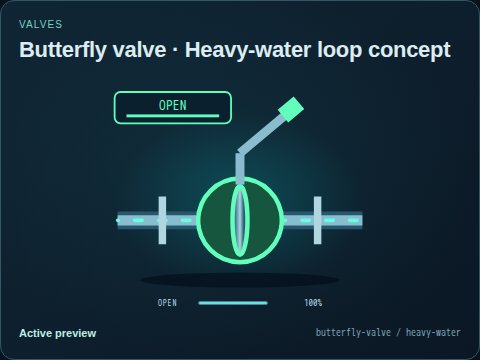 VALVES
Butterfly valve · Heavy-water loop concept
OPEN
OPEN 100%
Active preview
butterfly-valve / heavy-water